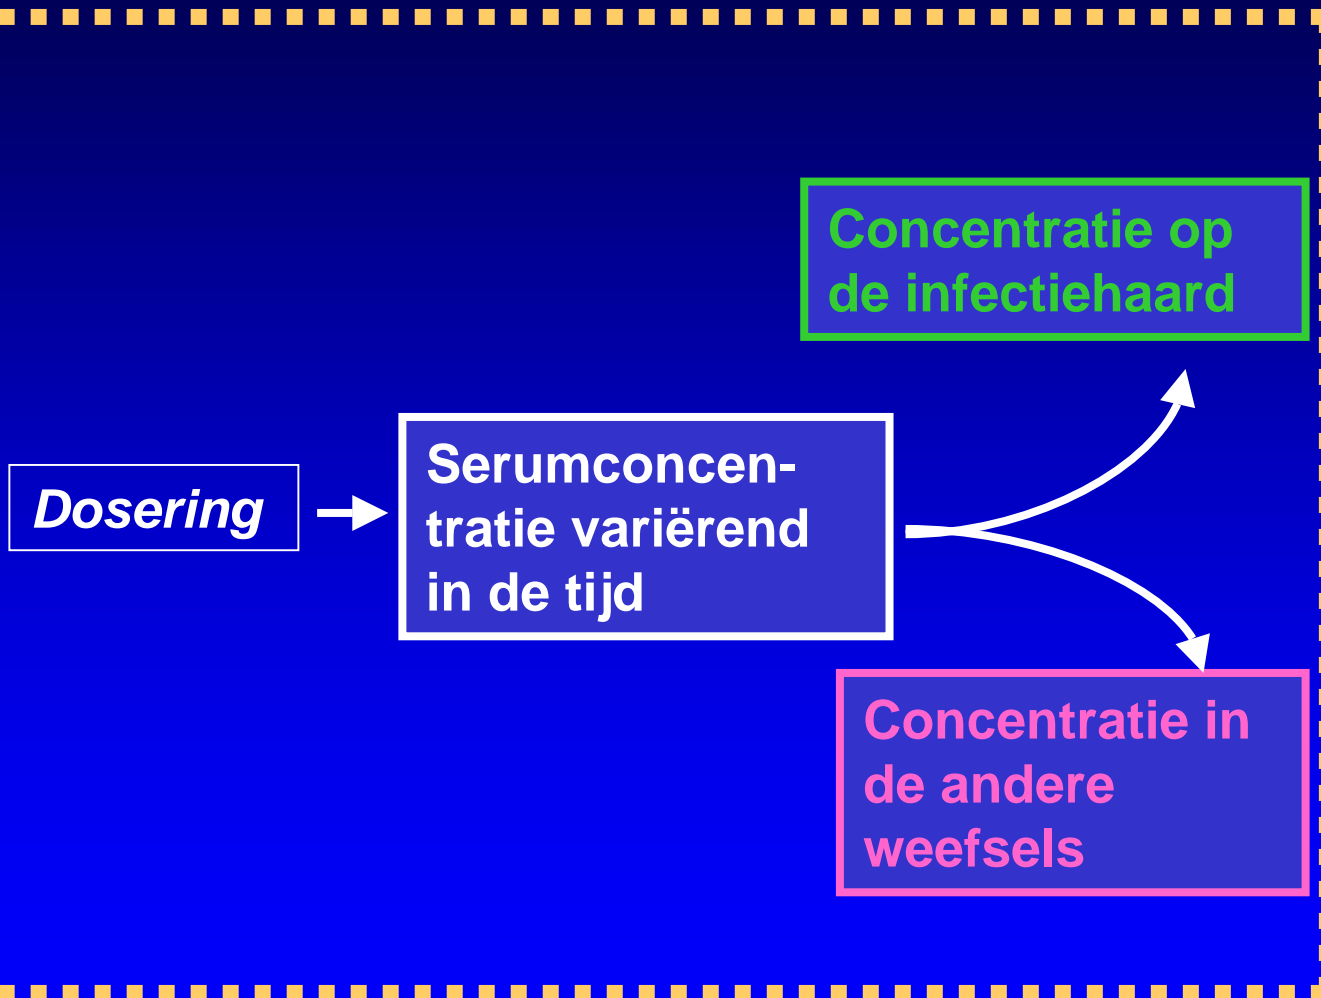 Dosering
Serumconcen-
tratie variërend
in de tijd
Concentratie op
de infectiehaard
Concentratie in
de andere
weefsels